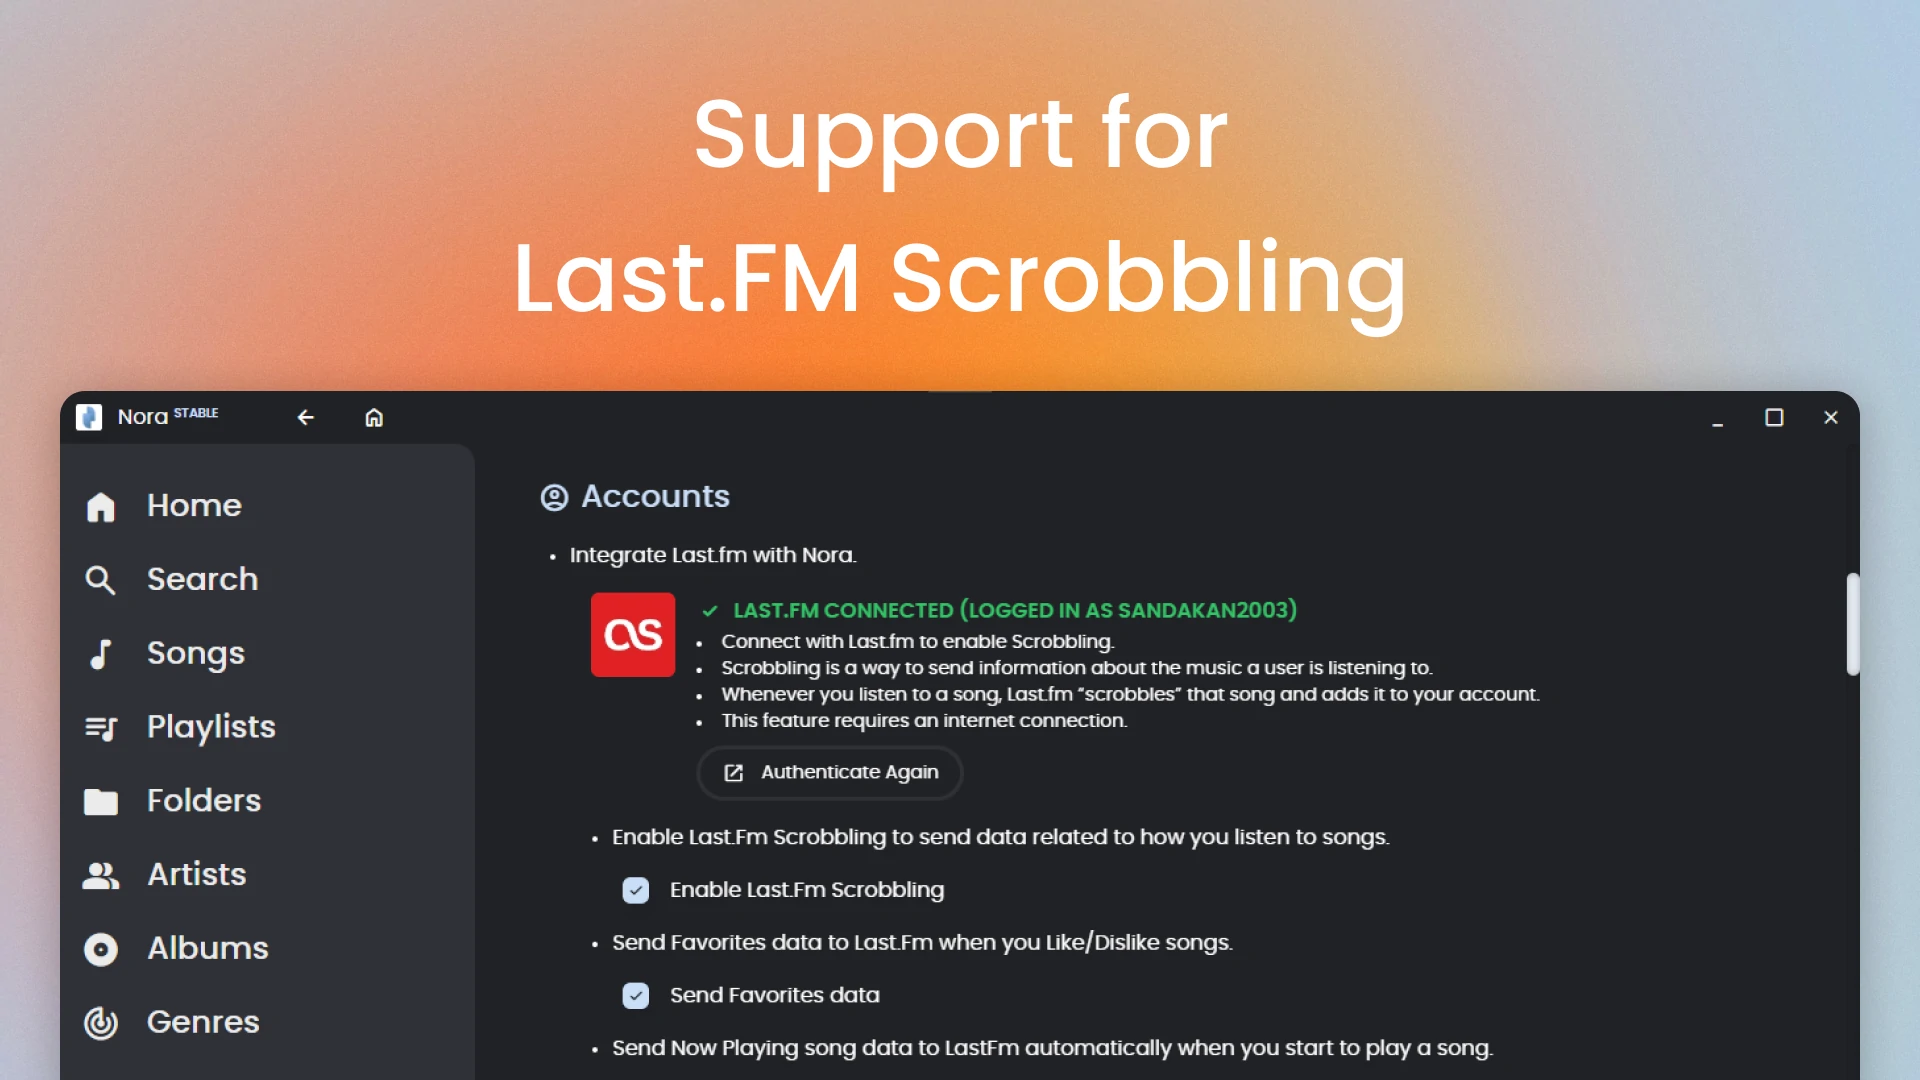 Support for
Last.FM Scrobbling
Nora STABLE
Home
Search
Songs
Playlists
Folders
Artists
Albums
Genres
Accounts
• Integrate Last.fm with Nora.
as
LAST.FM CONNECTED (LOGGED IN AS SANDAKAN2003)
• Connect with Last.fm to enable Scrobbling.
• Scrobbling is a way to send information about the music a user is listening to.
• Whenever you listen to a song, Last.fm “scrobbles” that song and adds it to your account.
• This feature requires an internet connection.
Authenticate Again
• Enable Last.Fm Scrobbling to send data related to how you listen to songs.
Enable Last.Fm Scrobbling
• Send Favorites data to Last.Fm when you Like/Dislike songs.
Send Favorites data
• Send Now Playing song data to LastFm automatically when you start to play a song.